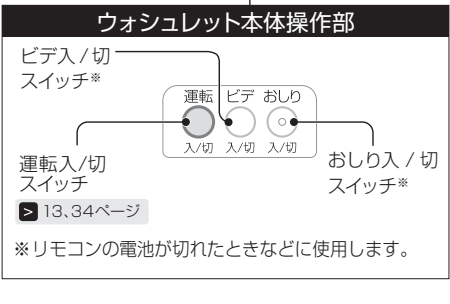 ウォシュレット本体操作部
ビデ入 / 切
スイッチ※
運転 ビデ おしり
入/切 入/切 入/切
運転入/切
スイッチ
> 13、34ページ
おしり入 / 切
スイッチ※
※リモコンの電池が切れたときなどに使用します。